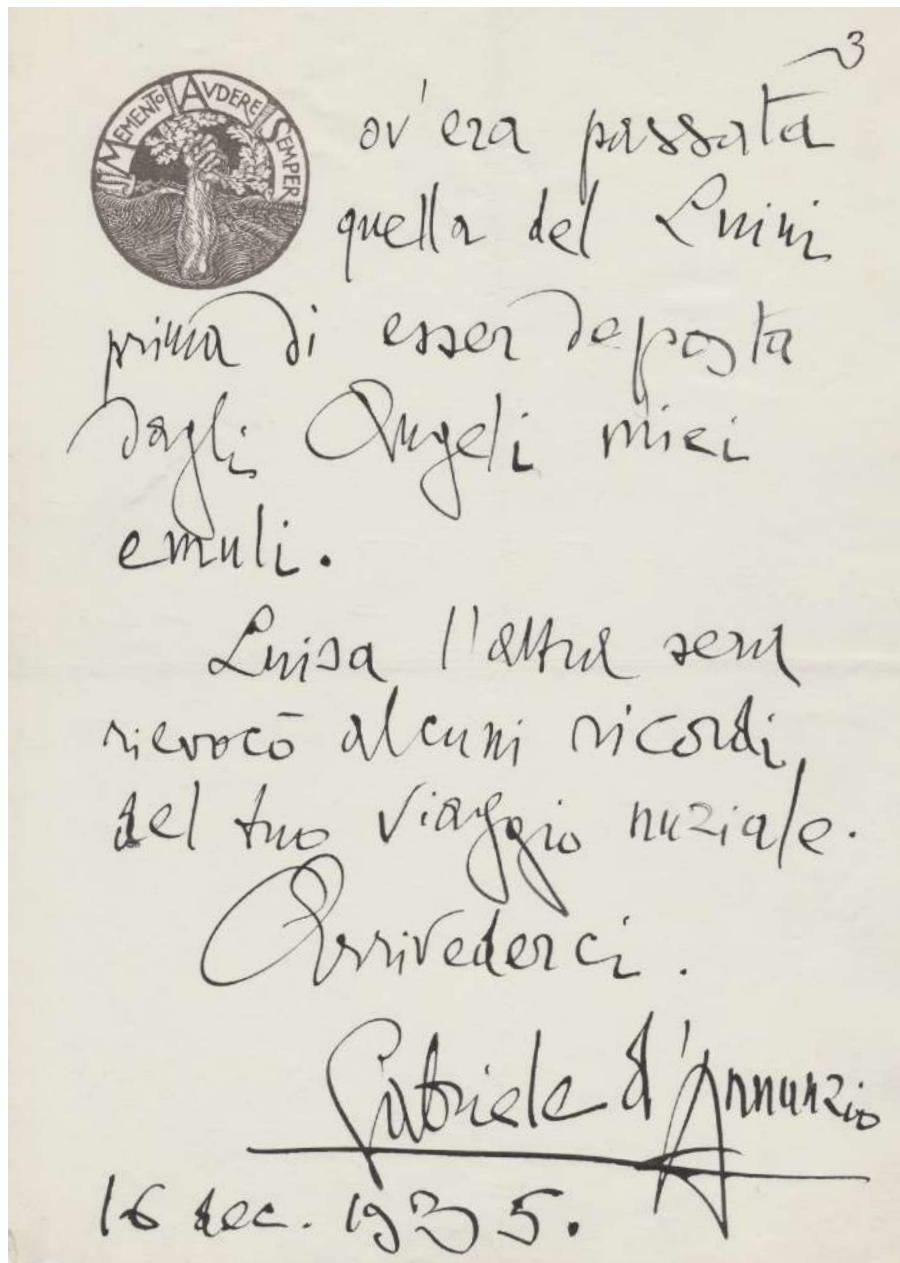 3
MEMENTO AVDERE SEMPER
ov'era passata
quella del Luini
prima di esser deposta
dagli Angeli miei
emuli.
Luisa l'altra sera
rievocò alcuni ricordi
del tuo viaggio nuziale.
Arrivederci.
Gabriele d'Annunzio
16 dec. 1935.